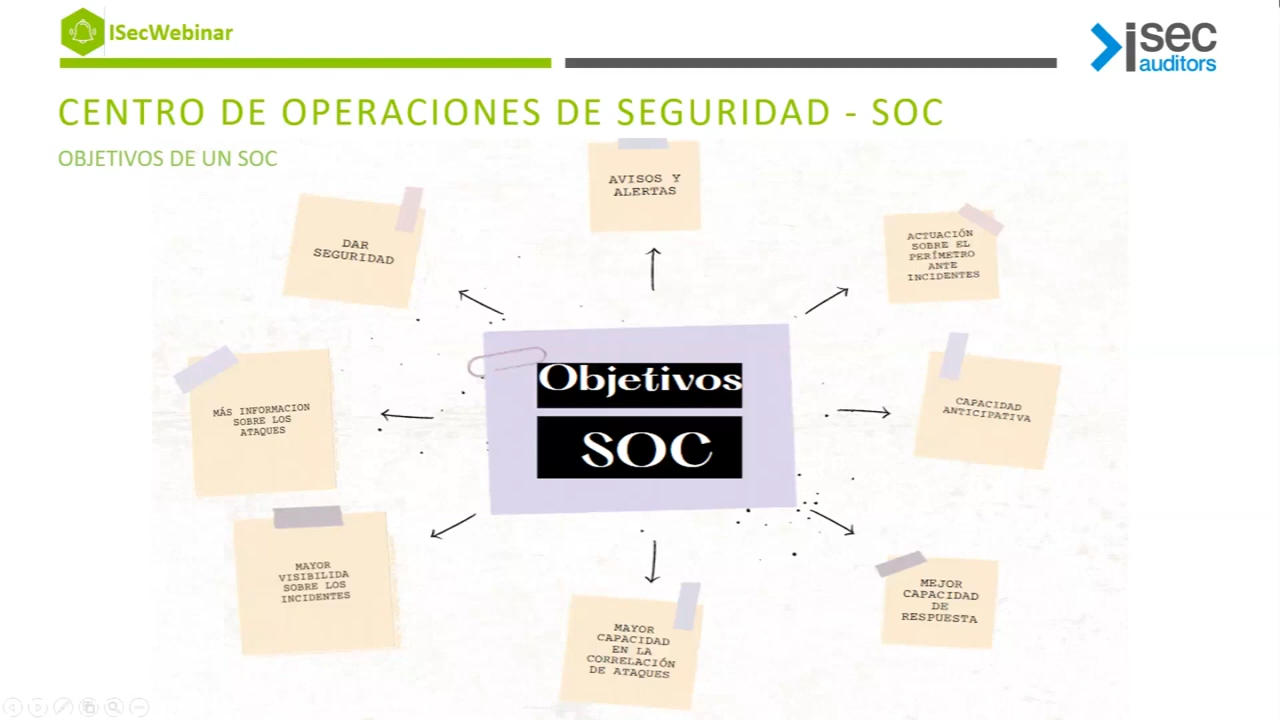 ISecWebinar
isec
auditors
CENTRO DE OPERACIONES DE SEGURIDAD - SOC
OBJETIVOS DE UN SOC
AVISOS Y
ALERTAS
DAR
SEGURIDAD
ACTUACIÓN
SOBRE EL
PERÍMETRO
ANTE
INCIDENTES
Objetivos
SOC
MÁS INFORMACION
SOBRE LOS
ATAQUES
CAPACIDAD
ANTICIPATIVA
MAYOR
VISIBILIDA
SOBRE LOS
INCIDENTES
MAYOR
CAPACIDAD
EN LA
CORRELACIÓN
DE ATAQUES
MEJOR
CAPACIDAD
DE
RESPUESTA